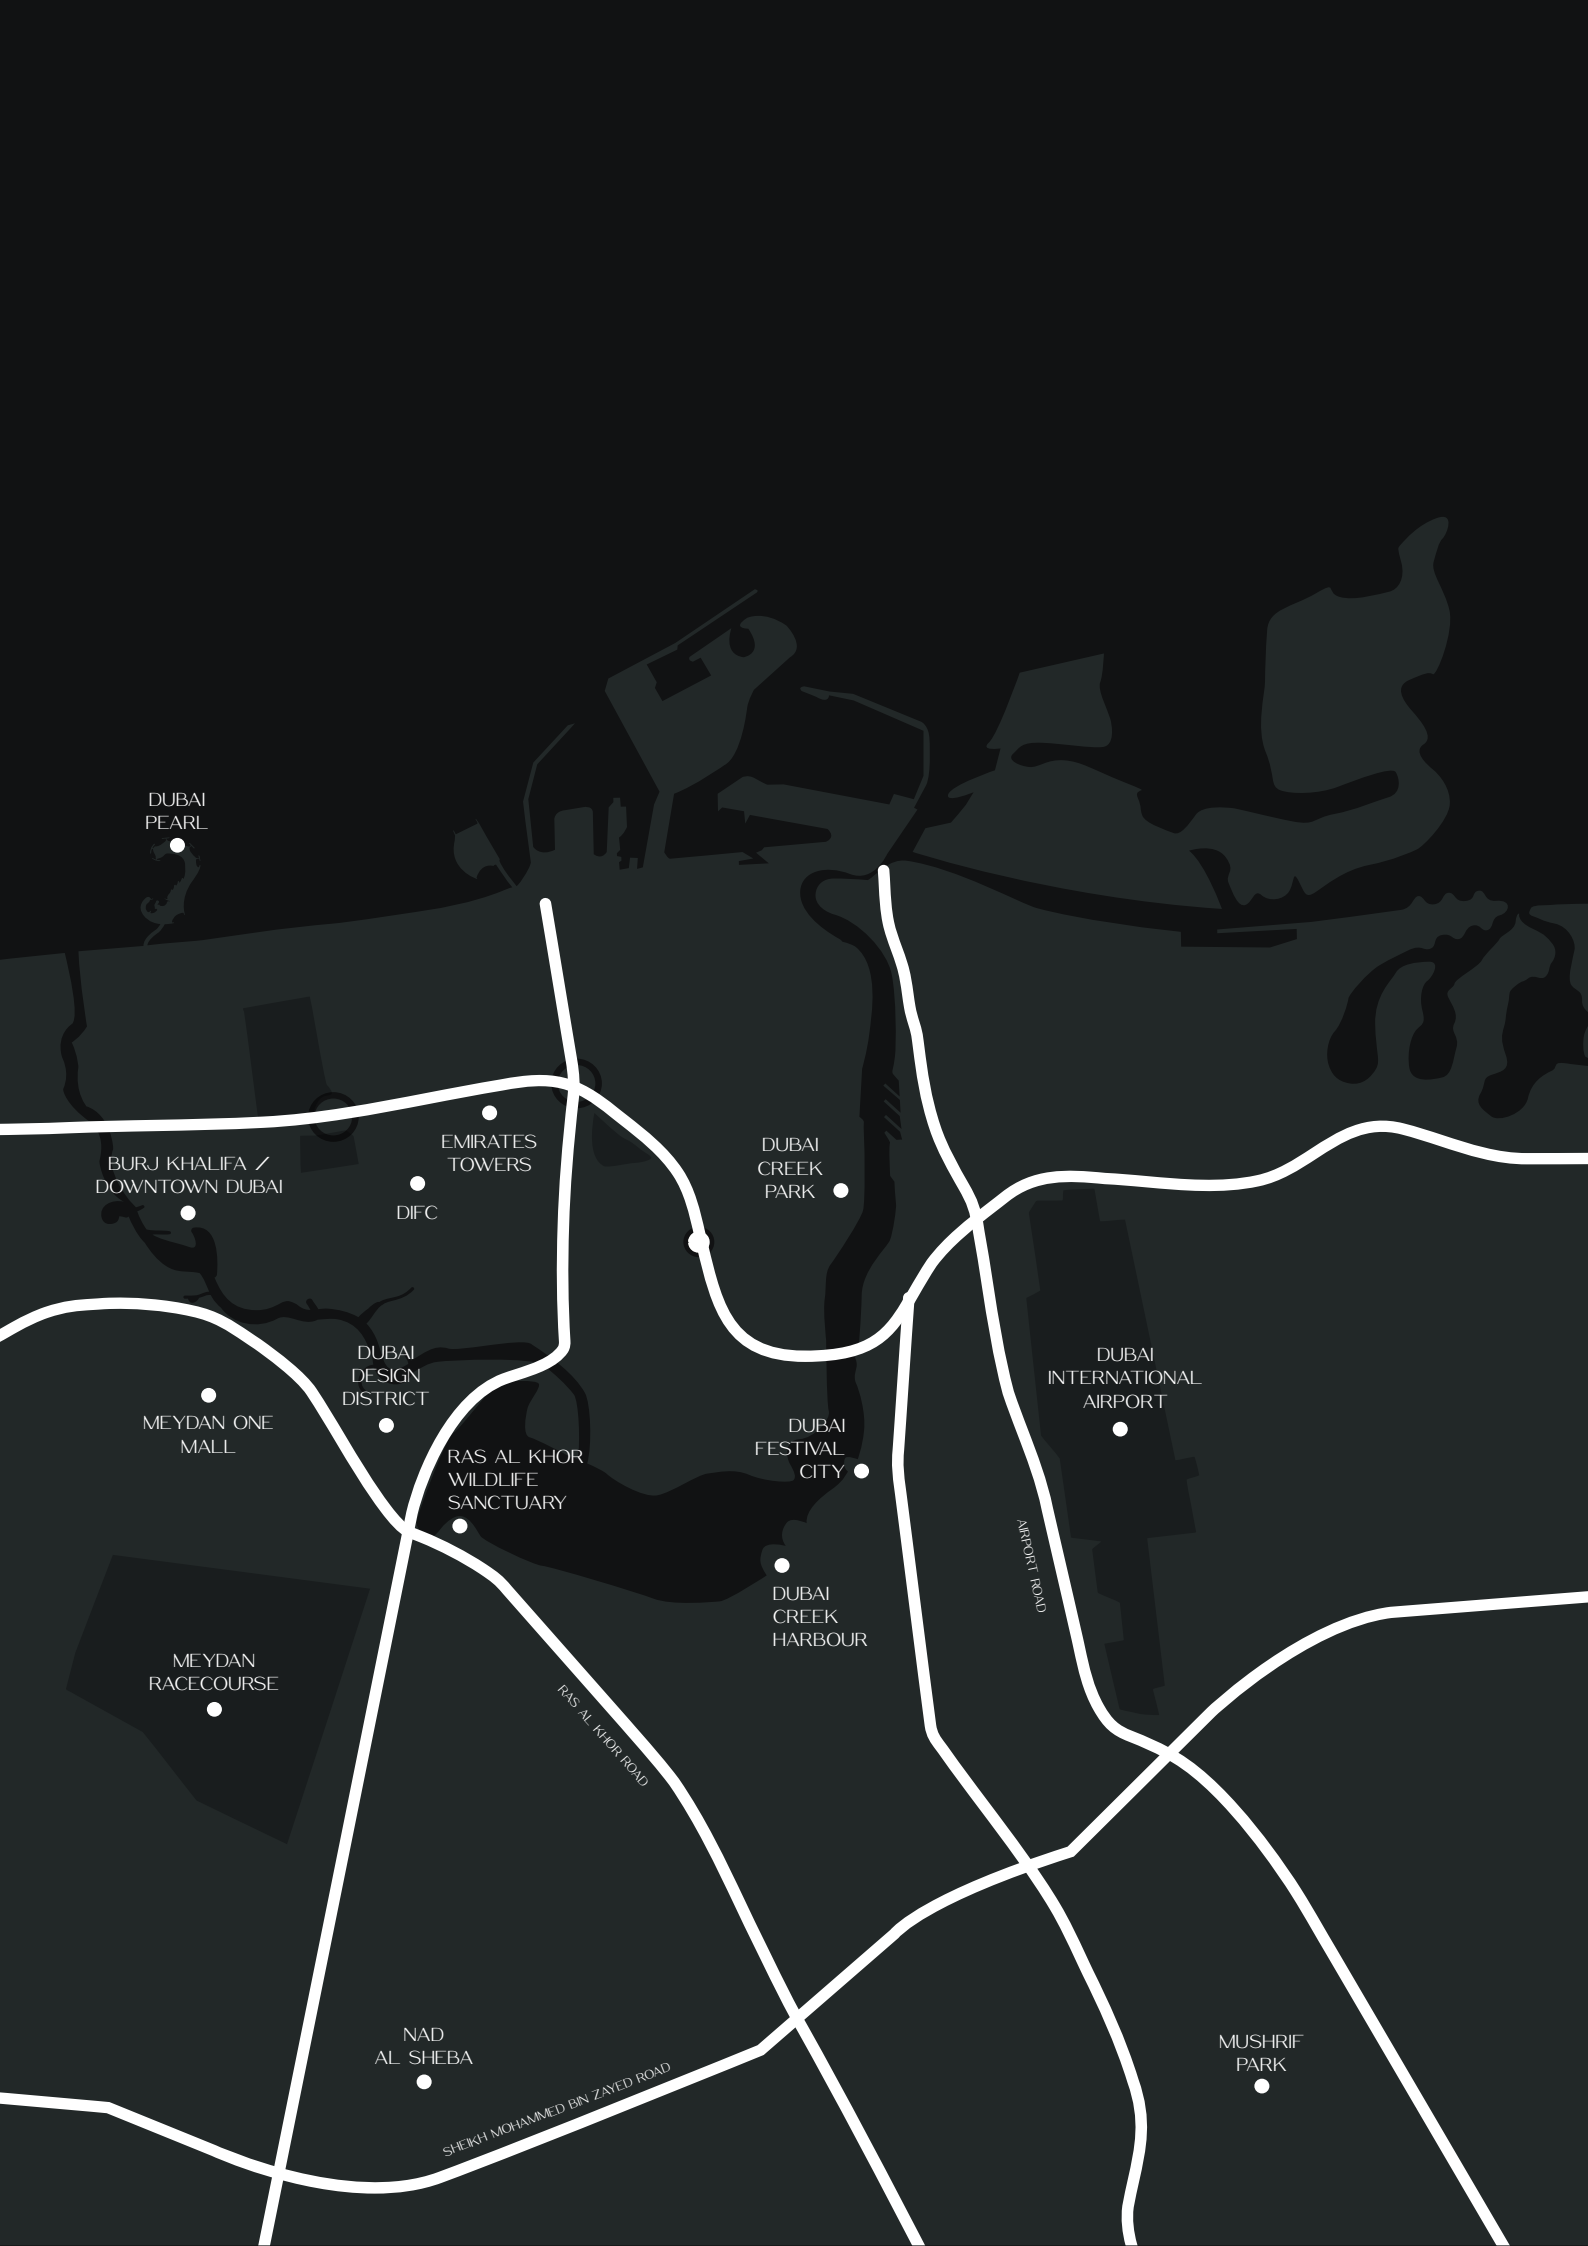 DUBAI
PEARL
EMIRATES
TOWERS
DUBAI
CREEK
PARK
BURJ KHALIFA /
DOWNTOWN DUBAI
DIFC
DUBAI
DESIGN
DISTRICT
DUBAI
INTERNATIONAL
AIRPORT
MEYDAN ONE
MALL
DUBAI
FESTIVAL
CITY
RAS AL KHOR
WILDLIFE
SANCTUARY
AIRPORT ROAD
DUBAI
CREEK
HARBOUR
MEYDAN
RACECOURSE
RAS AL KHOR ROAD
NAD
AL SHEBA
MUSHRIF
PARK
SHEIKH MOHAMMED BIN ZAYED ROAD